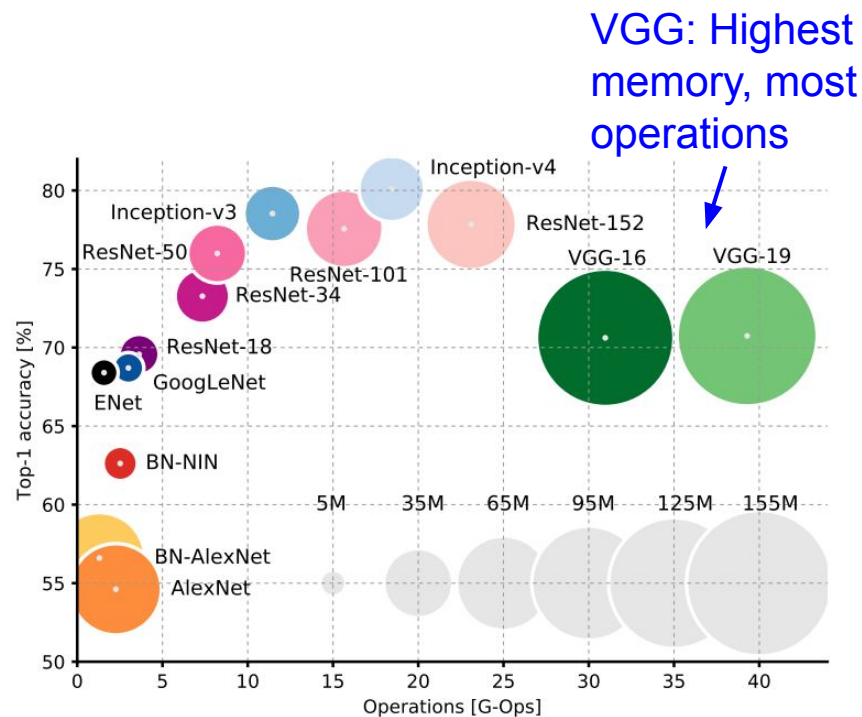 VGG: Highest
memory, most
operations
Inception-v4
Inception-v3
ResNet-152
ResNet-50
VGG-16
VGG-19
ResNet-101
ResNet-34
ResNet-18
GoogLeNet
ENet
BN-NIN
5M 35M 65M 95M 125M 155M
BN-AlexNet
AlexNet
80
75
70
65
60
55
50
Top-1 accuracy [%]
0 5 10 15 20 25 30 35 40
Operations [G-Ops]